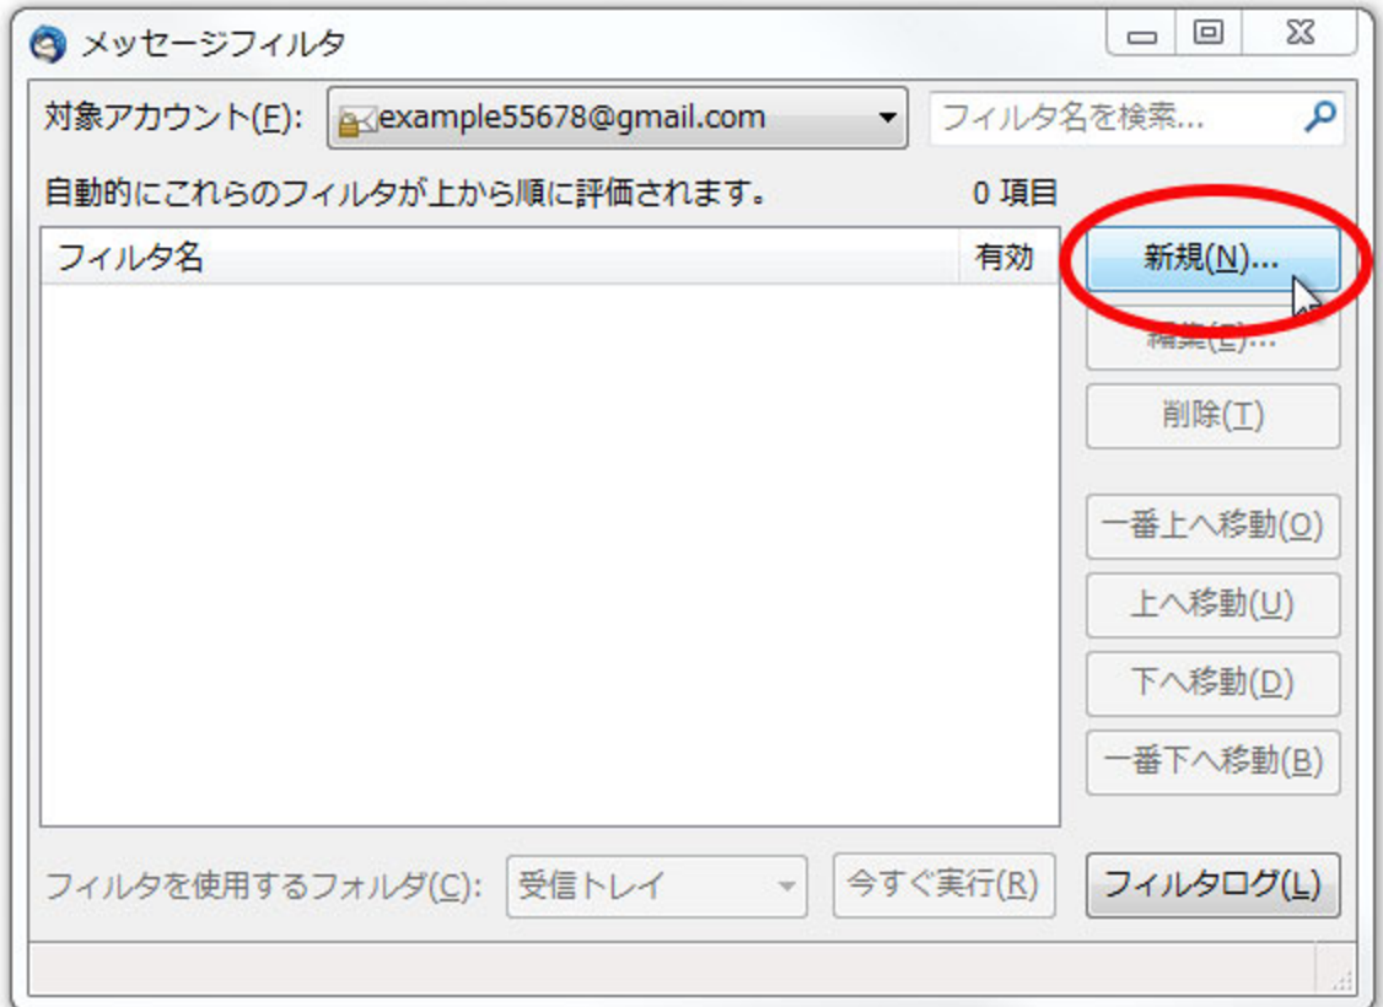 メッセージフィルタ
対象アカウント(F): example55678@gmail.com フィルタ名を検索...
自動的にこれらのフィルタが上から順に評価されます。 0 項目
フィルタ名 有効
新規(N)...
編集(E)...
削除(T)
一番上へ移動(O)
上へ移動(U)
下へ移動(D)
一番下へ移動(B)
フィルタを使用するフォルダ(C): 受信トレイ 今すぐ実行(R) フィルタログ(L)